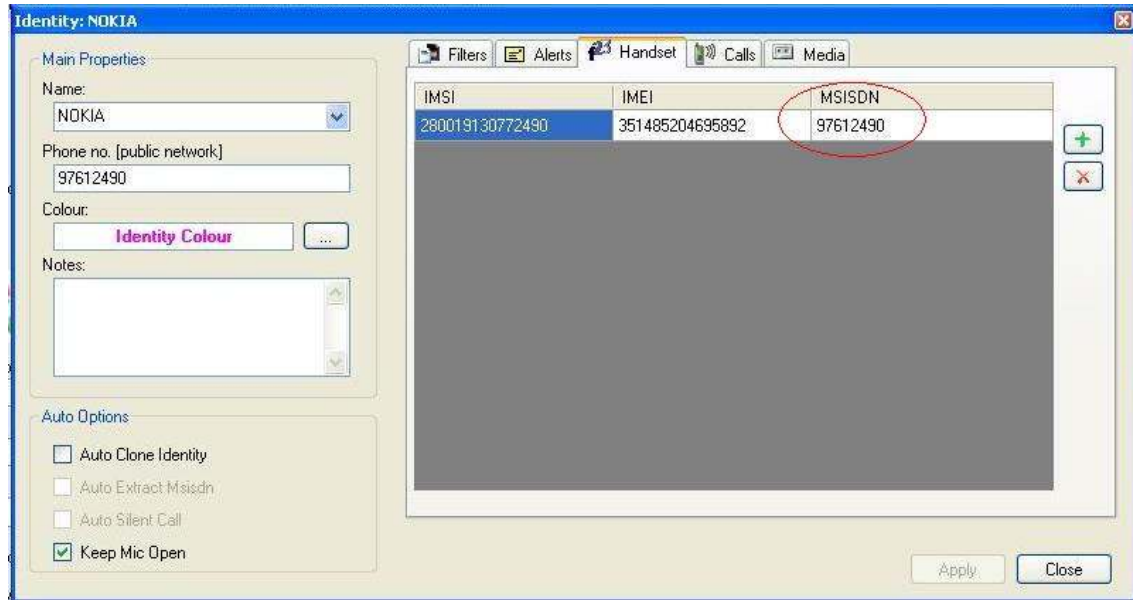 Identity: NOKIA
Main Properties
Name:
NOKIA
Phone no. [public network]
97612490
Colour:
Identity Colour
...
Notes:
Auto Options
Auto Clone Identity
Auto Extract Msisdn
Auto Silent Call
Keep Mic Open
Filters Alerts Handset Calls Media
IMSI IMEI MSISDN
280019130772490 351485204695892 97612490
Apply Close